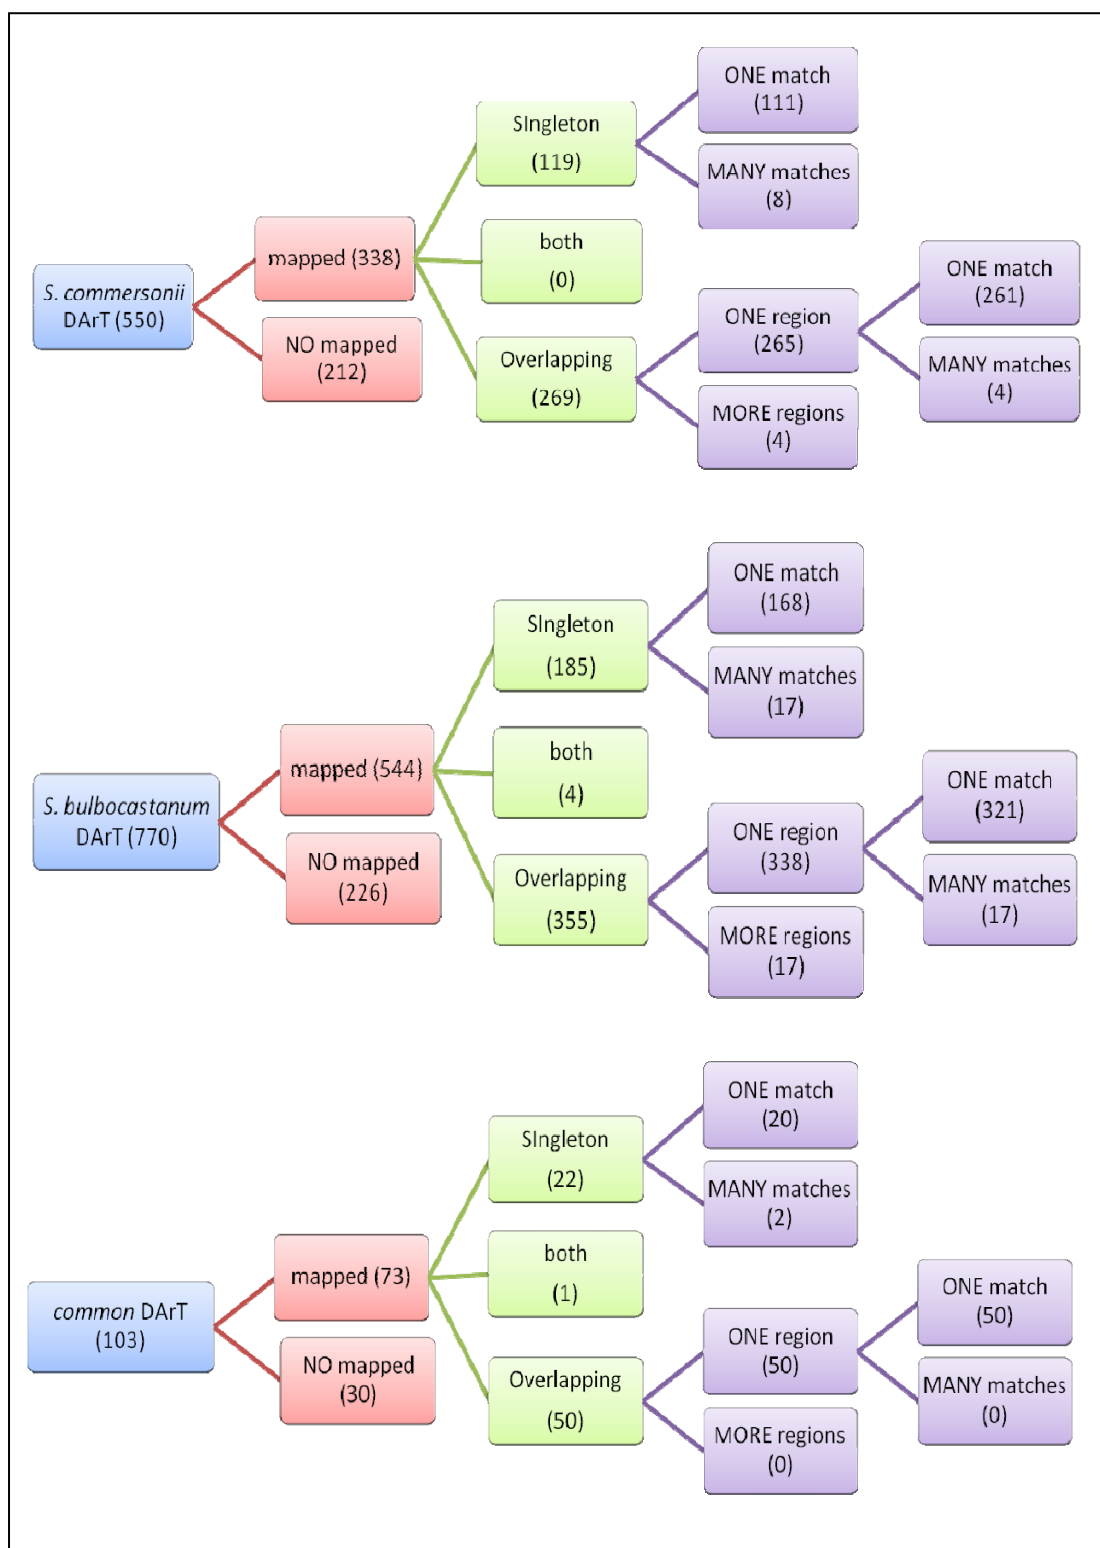 S. commersonii
DArT (550)
mapped (338)
NO mapped
(212)
SIngleton
(119)
both
(0)
Overlapping
(269)
ONE match
(111)
MANY matches
(8)
ONE region
(265)
MORE regions
(4)
ONE match
(261)
MANY matches
(4)
S. bulbocastanum
DArT (770)
mapped (544)
NO mapped
(226)
SIngleton
(185)
both
(4)
Overlapping
(355)
ONE match
(168)
MANY matches
(17)
ONE region
(338)
MORE regions
(17)
ONE match
(321)
MANY matches
(17)
common DArT
(103)
mapped (73)
NO mapped
(30)
SIngleton
(22)
both
(1)
Overlapping
(50)
ONE match
(20)
MANY matches
(2)
ONE region
(50)
MORE regions
(0)
ONE match
(50)
MANY matches
(0)